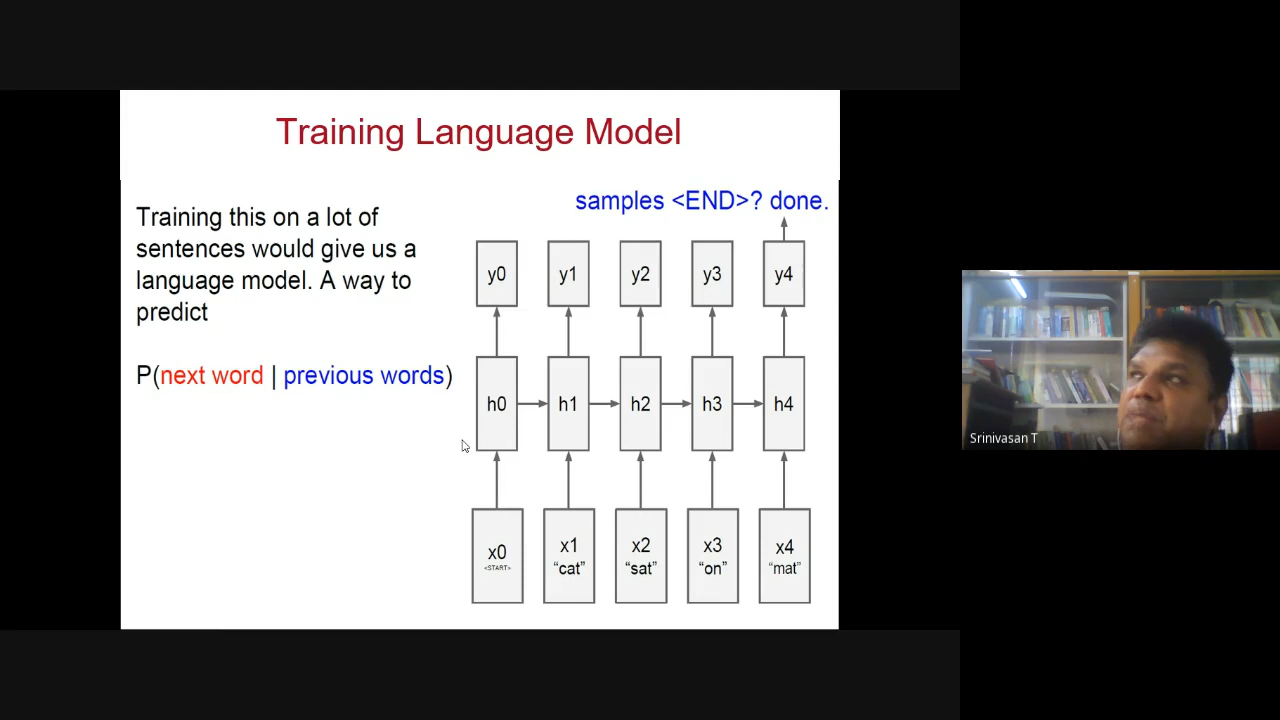 Training Language Model
Training this on a lot of
sentences would give us a
language model. A way to
predict
P(next word | previous words)
samples <END>? done.
y0 y1 y2 y3 y4
h0 h1 h2 h3 h4
x0 x1 x2 x3 x4
<START> “cat” “sat” “on” “mat”
Srinivasan T